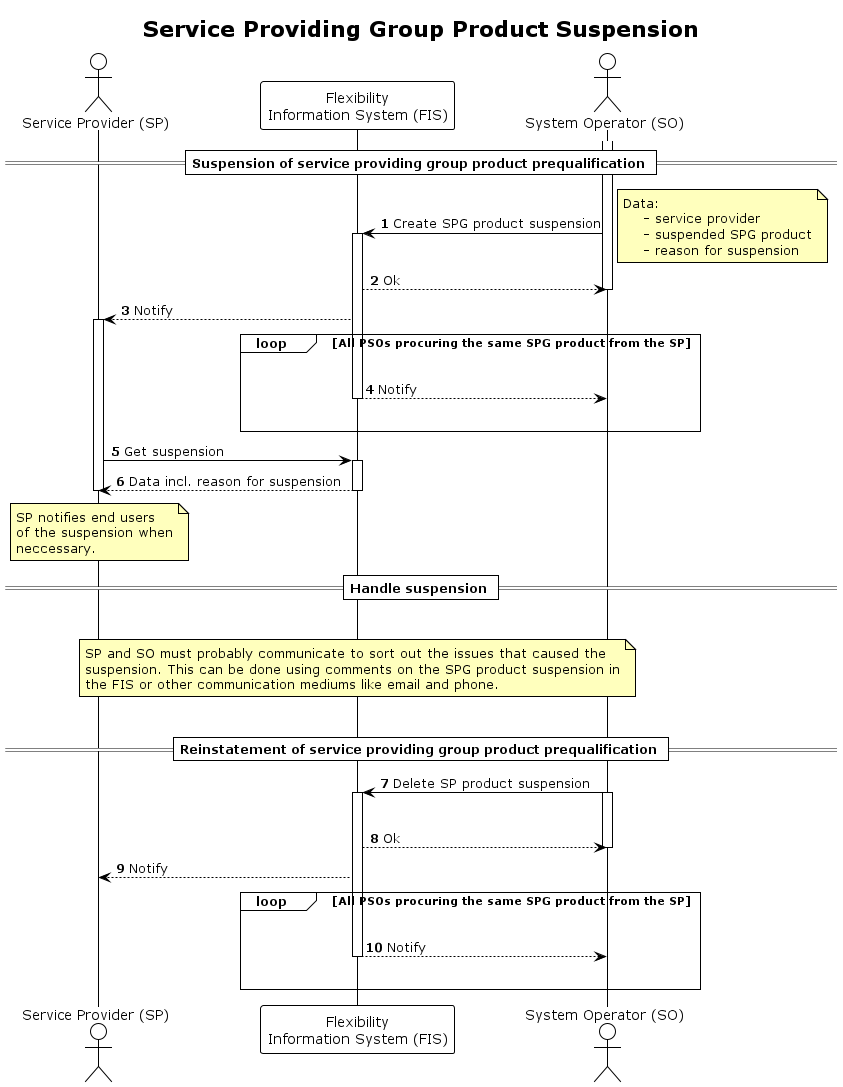 Service Providing Group Product Suspension
Service Provider (SP)
Flexibility
Information System (FIS)
System Operator (SO)
Suspension of service providing group product prequalification
Data:
- service provider
- suspended SPG product
- reason for suspension
1 Create SPG product suspension
2 Ok
3 Notify
loop [All PSOs procuring the same SPG product from the SP]
4 Notify
5 Get suspension
6 Data incl. reason for suspension
SP notifies end users
of the suspension when
neccessary.
Handle suspension
SP and SO must probably communicate to sort out the issues that caused the
suspension. This can be done using comments on the SPG product suspension in
the FIS or other communication mediums like email and phone.
Reinstatement of service providing group product prequalification
7 Delete SP product suspension
8 Ok
9 Notify
loop [All PSOs procuring the same SPG product from the SP]
10 Notify
Service Provider (SP)
Flexibility
Information System (FIS)
System Operator (SO)